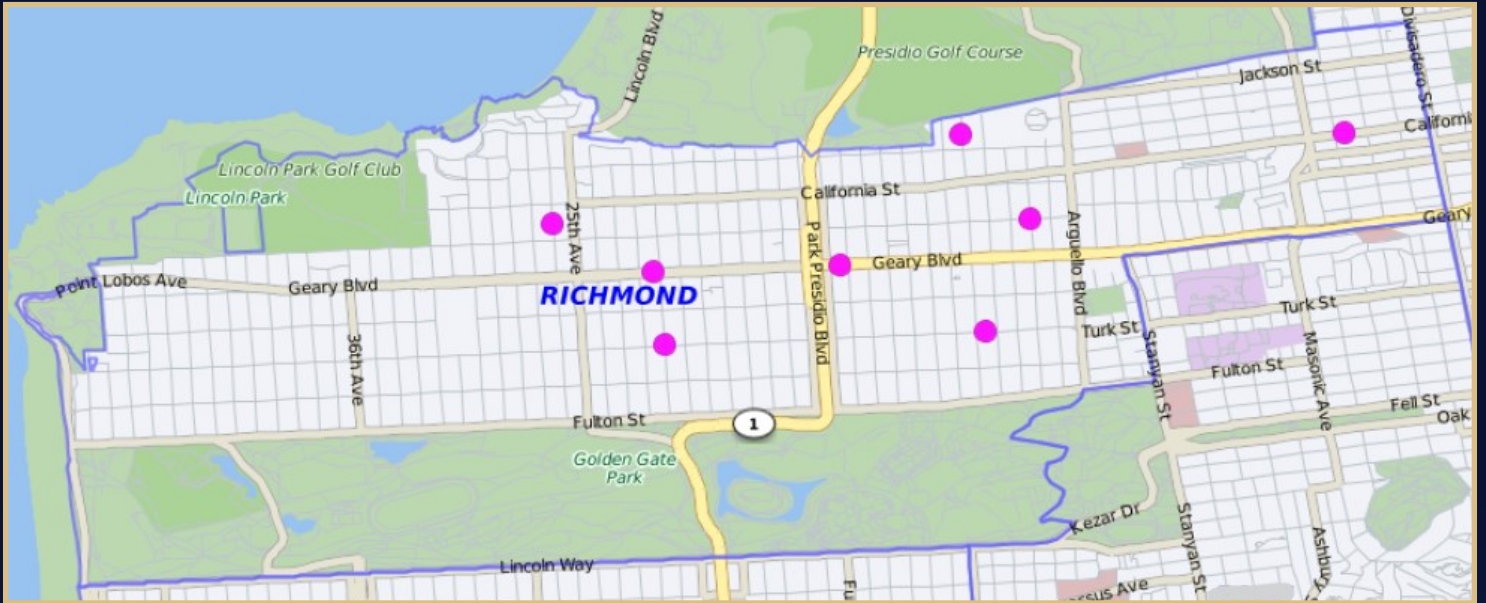 Lincoln Blvd
Presidio Golf Course
Divisadero St
Jackson St
California
Lincoln Park Golf Club
Lincoln Park
California St
25th Ave
Park Presidio Blvd
Arguello Blvd
Geary
Point Lobos Ave
Geary Blvd
Geary Blvd
RICHMOND
Turk St
Turk St
36th Ave
Stanyan St
Masonic Ave
Fulton St
Fulton St
1
Fell St
Oak
Golden Gate
Park
Kezar Dr
Stanyan St
Ashbury
Lincoln Way
Fu